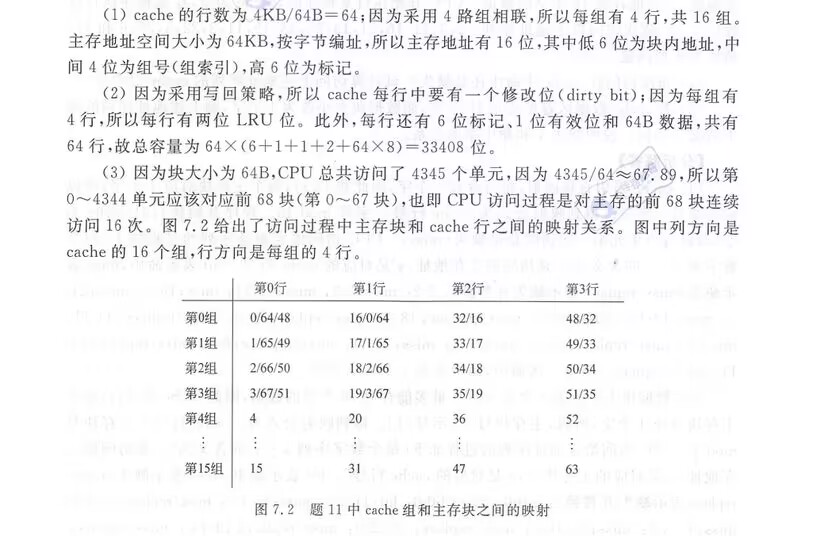 (1) cache 的行数为 4KB/64B=64;因为采用 4 路组相联,所以每组有 4 行,共 16 组。
主存地址空间大小为 64KB,按字节编址,所以主存地址有 16 位,其中低 6 位为块内地址,中
间 4 位为组号(组索引),高 6 位为标记。
(2) 因为采用写回策略,所以 cache 每行中要有一个修改位(dirty bit);因为每组有
4 行,所以每行有两位 LRU 位。此外,每行还有 6 位标记、1 位有效位和 64B 数据,共有
64 行,故总容量为 64×(6+1+1+2+64×8)=33408 位。
(3) 因为块大小为 64B,CPU 总共访问了 4345 个单元,因为 4345/64≈67.89,所以第
0~4344 单元应该对应前 68 块(第 0~67 块),也即 CPU 访问过程是对主存的前 68 块连续
访问 16 次。图 7.2 给出了访问过程中主存块和 cache 行之间的映射关系。图中列方向是
cache 的 16 个组,行方向是每组的 4 行。
第0行 第1行 第2行 第3行
第0组 0/64/48 16/0/64 32/16 48/32
第1组 1/65/49 17/1/65 33/17 49/33
第2组 2/66/50 18/2/66 34/18 50/34
第3组 3/67/51 19/3/67 35/19 51/35
第4组 4 20 36 52
⋮ ⋮ ⋮ ⋮ ⋮
第15组 15 31 47 63
图 7.2 题 11 中 cache 组和主存块之间的映射